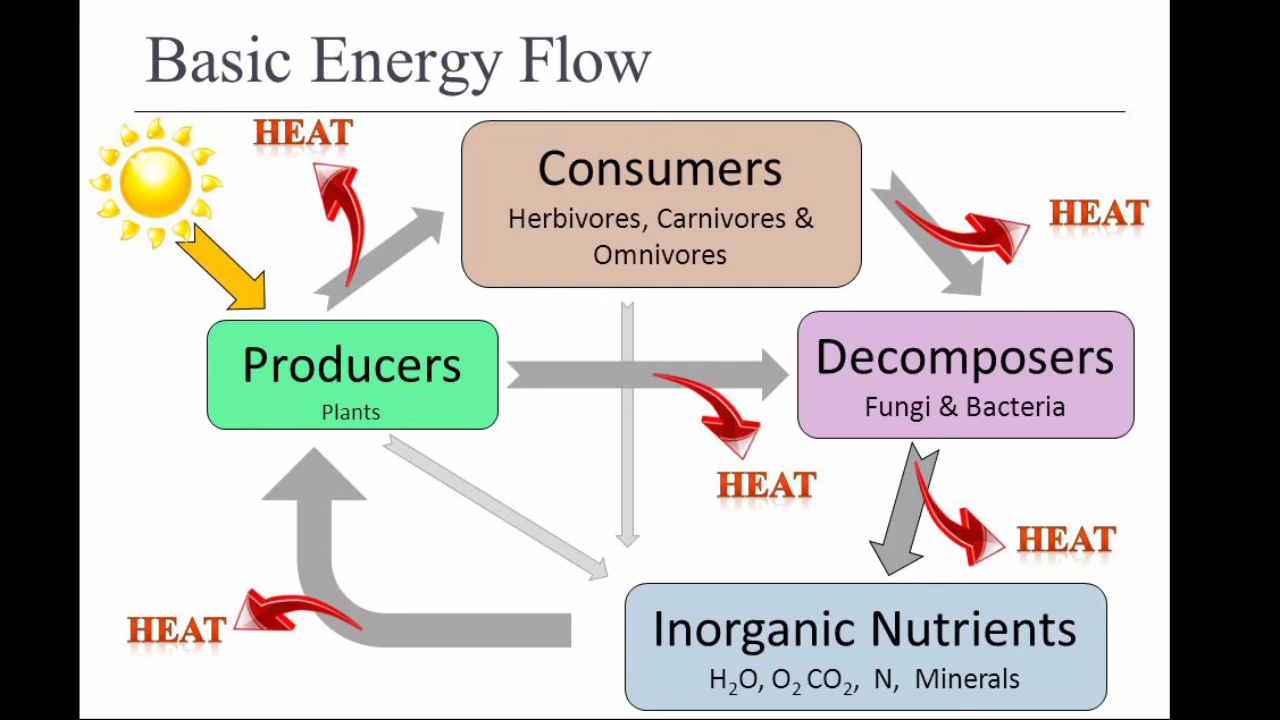 Basic Energy Flow
HEAT
Consumers
Herbivores, Carnivores &
Omnivores
HEAT
Producers
Plants
Decomposers
Fungi & Bacteria
HEAT
HEAT
HEAT
Inorganic Nutrients
H₂O, O₂ CO₂, N, Minerals